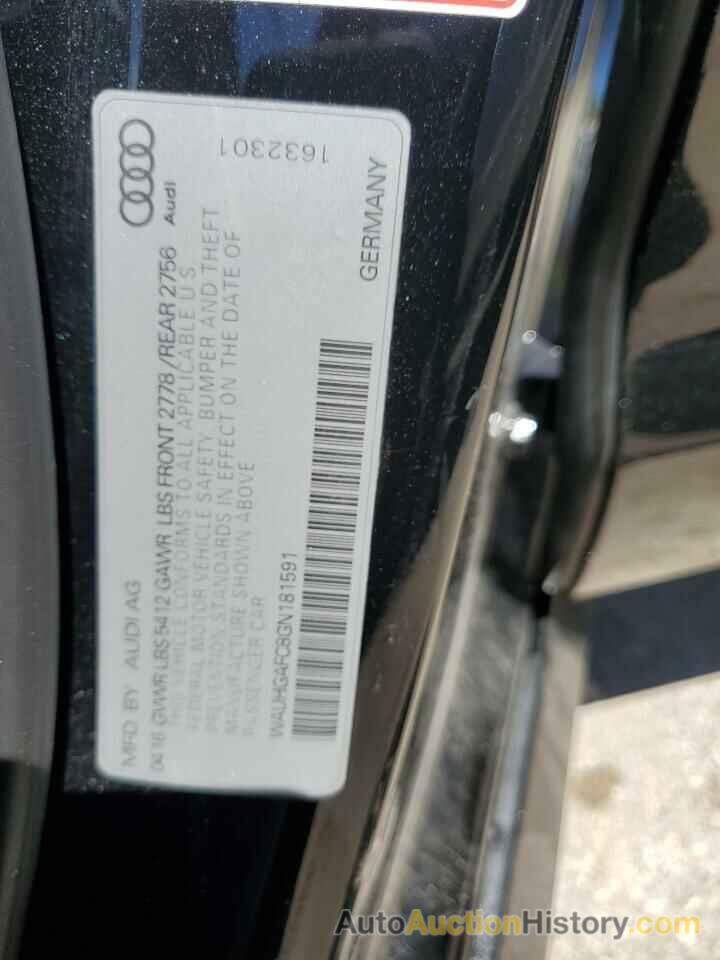 MFD BY AUDI AG
Audi
0416 GVWR LBS 5412 GAWR LBS FRONT 2778 /REAR 2756
THIS VEHICLE CONFORMS TO ALL APPLICABLE U S
FEDERAL MOTOR VEHICLE SAFETY, BUMPER AND THEFT
PREVENTION STANDARDS IN EFFECT ON THE DATE OF
MANUFACTURE SHOWN ABOVE
PASSENGER CAR
WAUHGAFC8GN181591
1632301
GERMANY
AutoAuctionHistory.com